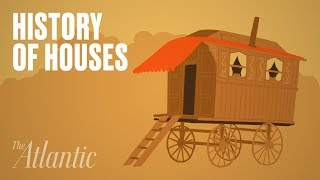 HISTORY
OF HOUSES
The
Atlantic